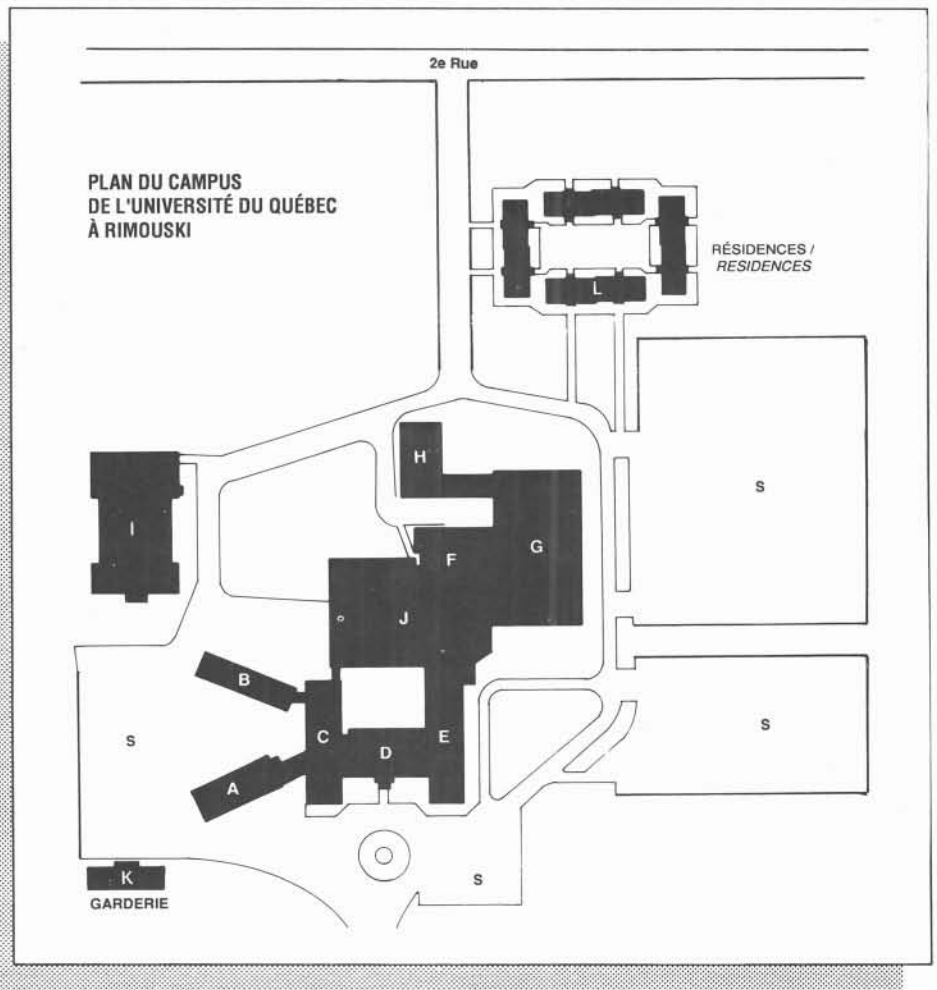 2e Rue
PLAN DU CAMPUS
DE L'UNIVERSITÉ DU QUÉBEC
À RIMOUSKI
RÉSIDENCES /
RESIDENCES
L
H
S
I
G
F
J
B
C
E
S
S
D
A
K
S
GARDERIE